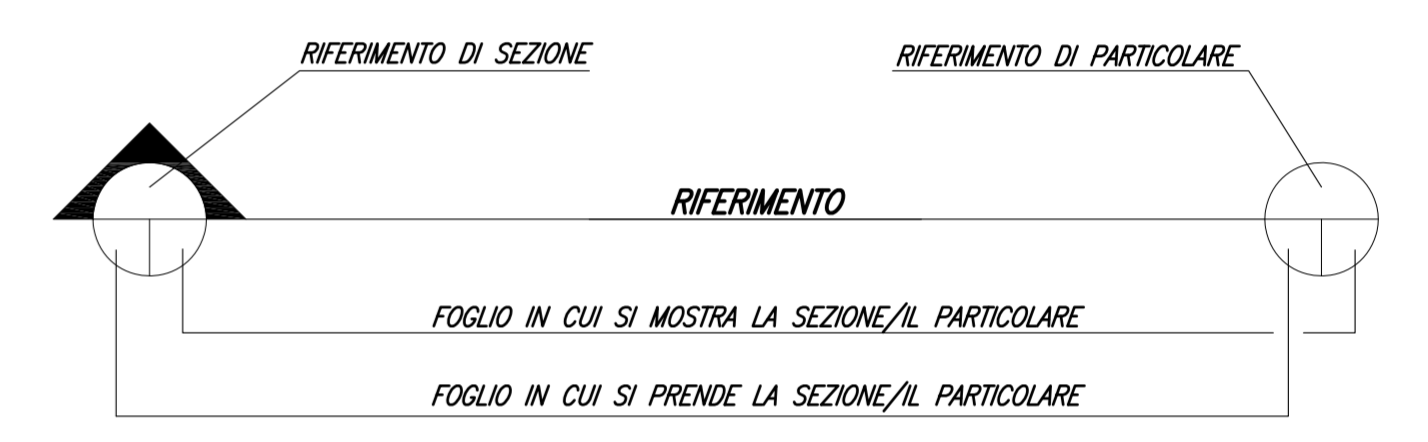 RIFERIMENTO DI SEZIONE
RIFERIMENTO DI PARTICOLARE
RIFERIMENTO
FOGLIO IN CUI SI MOSTRA LA SEZIONE/IL PARTICOLARE
FOGLIO IN CUI SI PRENDE LA SEZIONE/IL PARTICOLARE